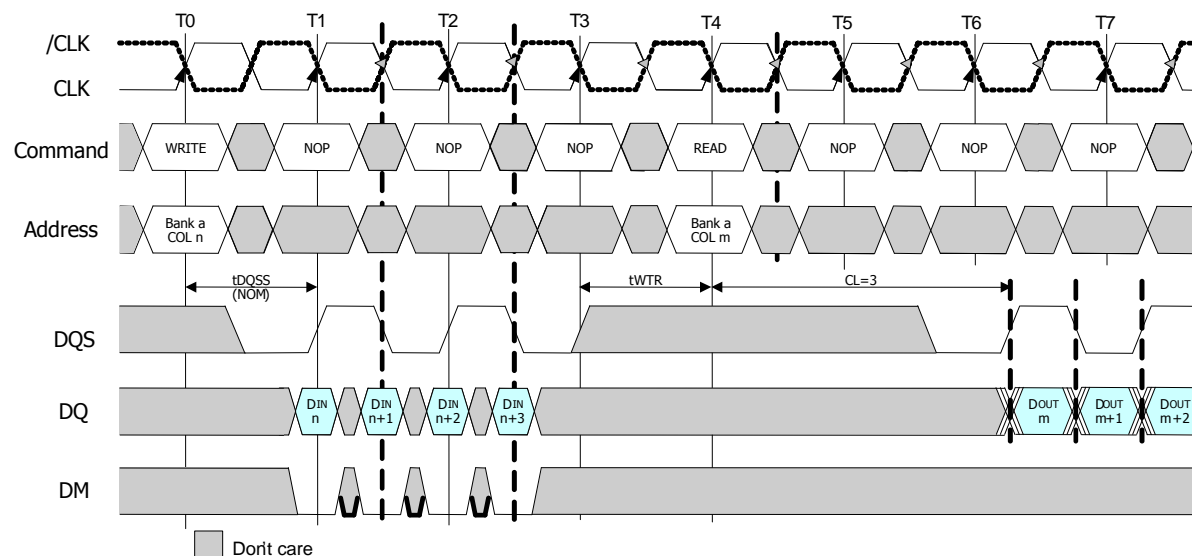 T0 T1 T2 T3 T4 T5 T6 T7
/CLK
CLK
Command WRITE NOP NOP NOP READ NOP NOP NOP
Address Bank a COL n Bank a COL m
tDQSS (NOM) tWTR CL=3
DQS
DQ DIN n DIN n+1 DIN n+2 DIN n+3 DOUT m DOUT m+1 DOUT m+2
DM
Don't care